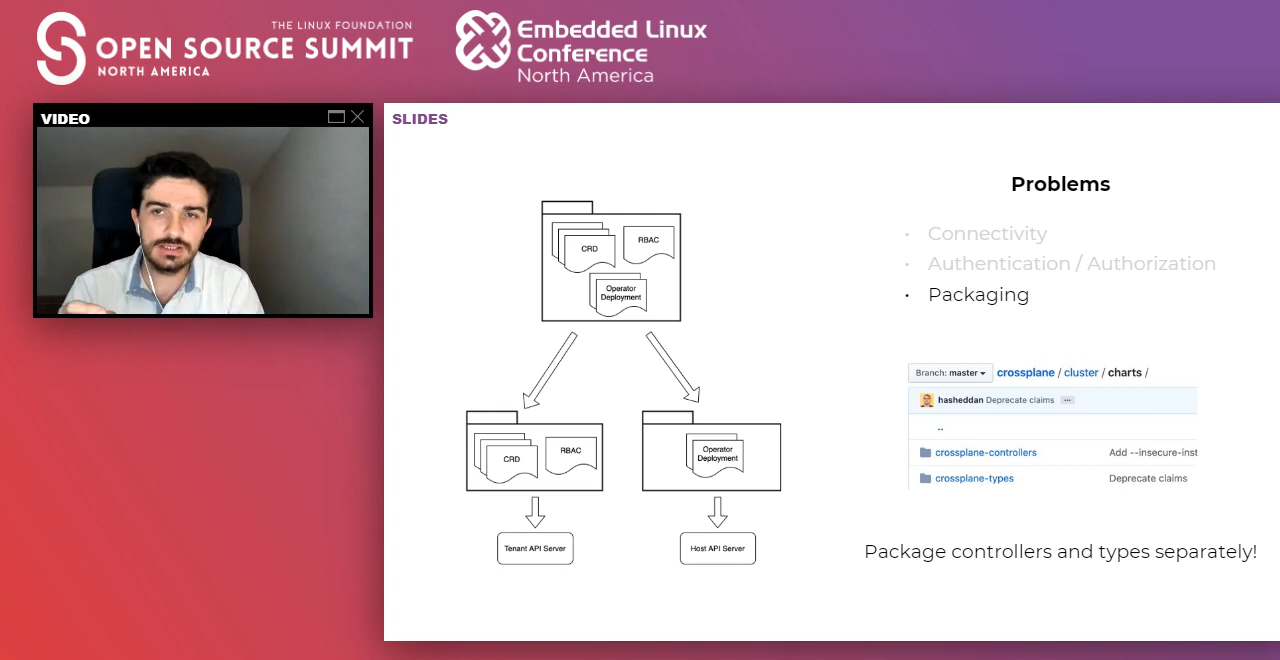 THE LINUX FOUNDATION
OPEN SOURCE SUMMIT
NORTH AMERICA
Embedded Linux
Conference
North America
VIDEO
SLIDES
CRD
RBAC
Operator
Deployment
CRD
RBAC
Operator
Deployment
Tenant API Server
Host API Server
Problems
· Connectivity
· Authentication / Authorization
· Packaging
Branch: master crossplane / cluster / charts /
hasheddan Deprecate claims ...
..
crossplane-controllers Add --insecure-inst
crossplane-types Deprecate claims
Package controllers and types separately!